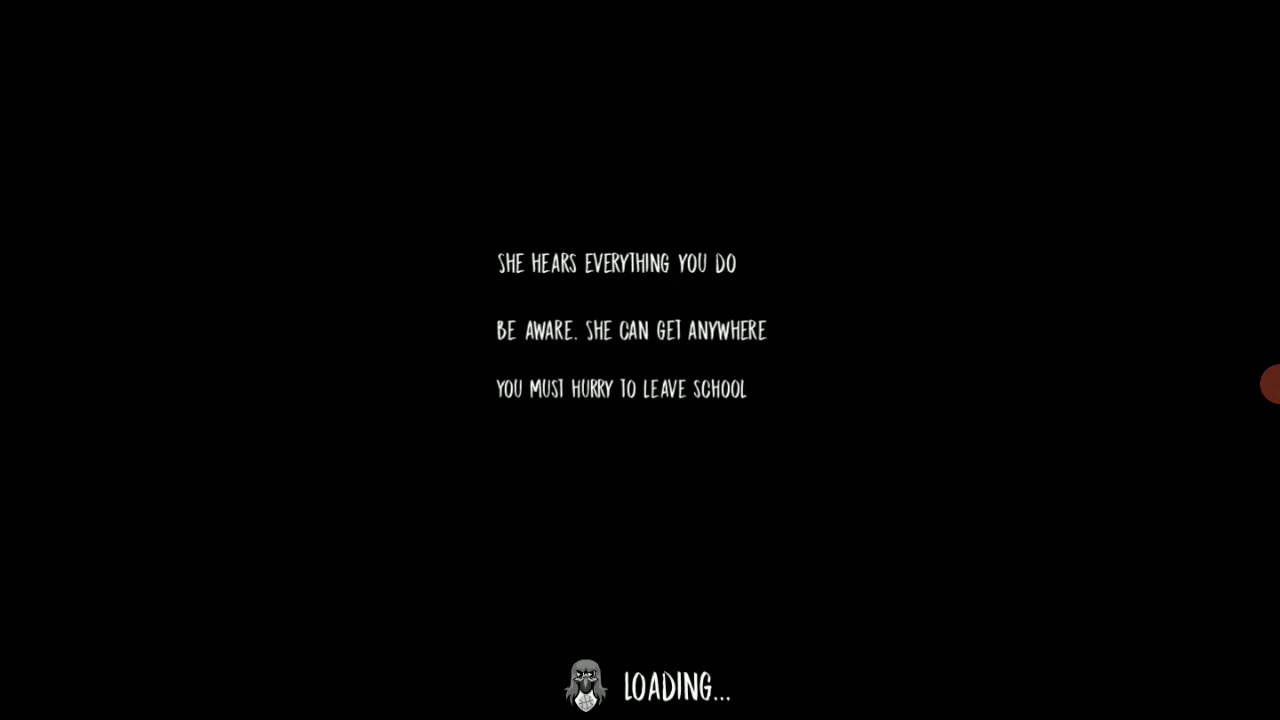 SHE HEARS EVERYTHING YOU DO
BE AWARE. SHE CAN GET ANYWHERE
YOU MUST HURRY TO LEAVE SCHOOL
LOADING...